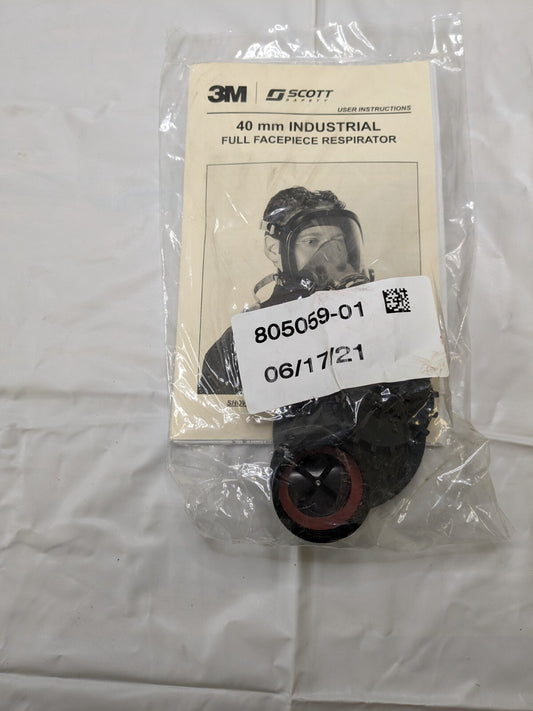 3M SCOTT
SAFETY
USER INSTRUCTIONS
40 mm INDUSTRIAL
FULL FACEPIECE RESPIRATOR
805059-01
06/17/21